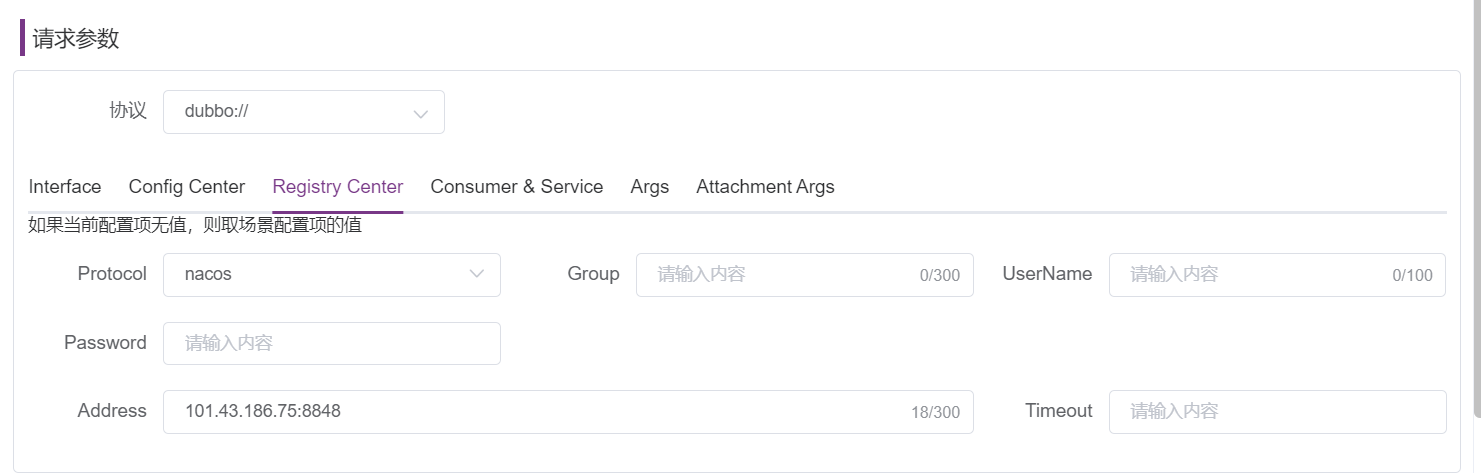 请求参数
协议 dubbo://
Interface Config Center Registry Center Consumer & Service Args Attachment Args
如果当前配置项无值，则取场景配置项的值
Protocol nacos Group 请输入内容 0/300 UserName 请输入内容 0/100
Password 请输入内容
Address 101.43.186.75:8848 18/300 Timeout 请输入内容